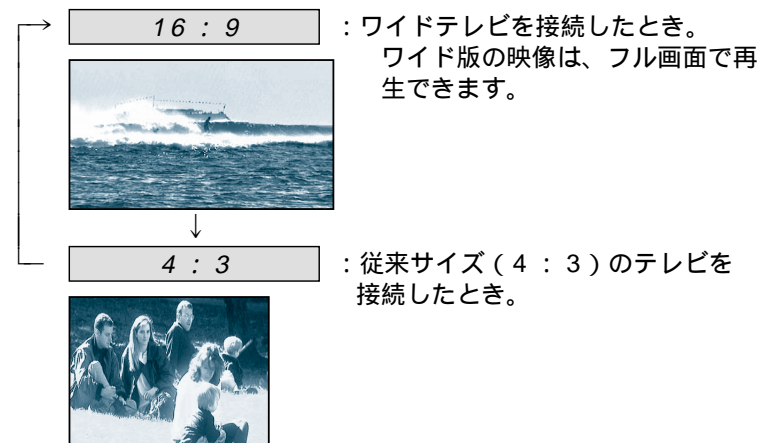 16 : 9
：ワイドテレビを接続したとき。
ワイド版の映像は、フル画面で再
生できます。
4 : 3
：従来サイズ（4 : 3）のテレビを
接続したとき。